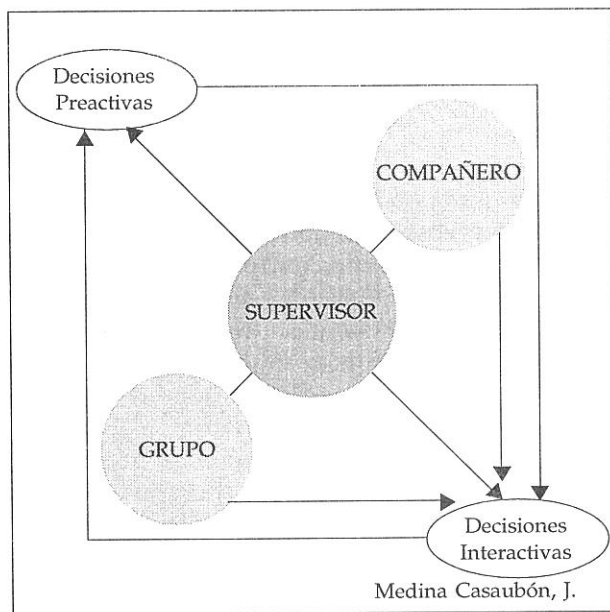 Decisiones
Preactivas
COMPAÑERO
SUPERVISOR
GRUPO
Decisiones
Interactivas
Medina Casaubón, J.